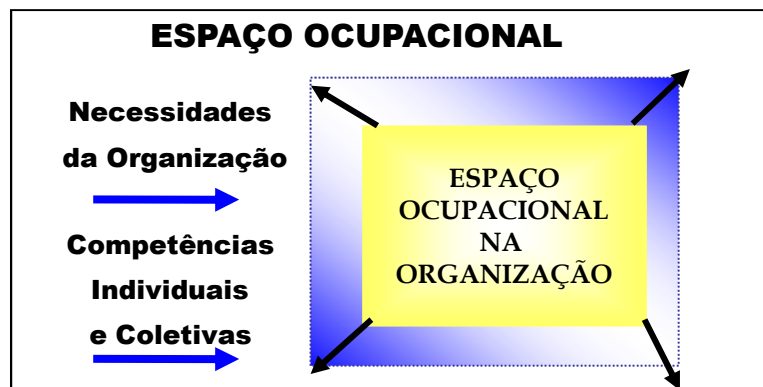 ESPAÇO OCUPACIONAL
Necessidades
da Organização
Competências
Individuais
e Coletivas
ESPAÇO
OCUPACIONAL
NA
ORGANIZAÇÃO